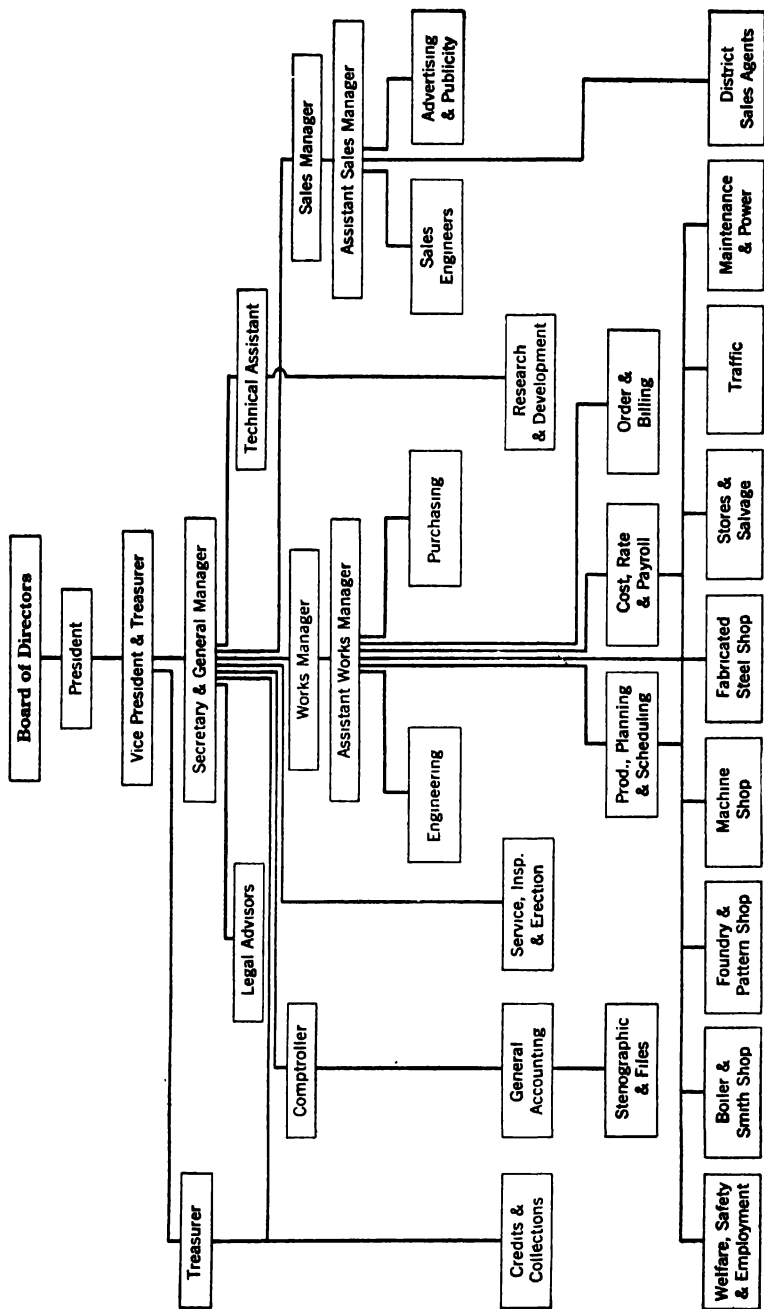 Board of Directors
President
Vice President & Treasurer
Treasurer
Secretary & General Manager
Legal Advisors
Technical Assistant
Comptroller
Works Manager
Sales Manager
Assistant Works Manager
Assistant Sales Manager
Engineering
Purchasing
Sales
Engineers
Advertising
& Publicity
Credits &
Collections
General
Accounting
Service, Insp.
& Erection
Research
& Development
Stenographic
& Files
Prod., Planning
& Scheduling
Cost, Rate
& Payroll
Order &
Billing
Welfare, Safety
& Employment
Boiler &
Smith Shop
Foundry &
Pattern Shop
Machine
Shop
Fabricated
Steel Shop
Stores &
Salvage
Traffic
Maintenance
& Power
District
Sales Agents